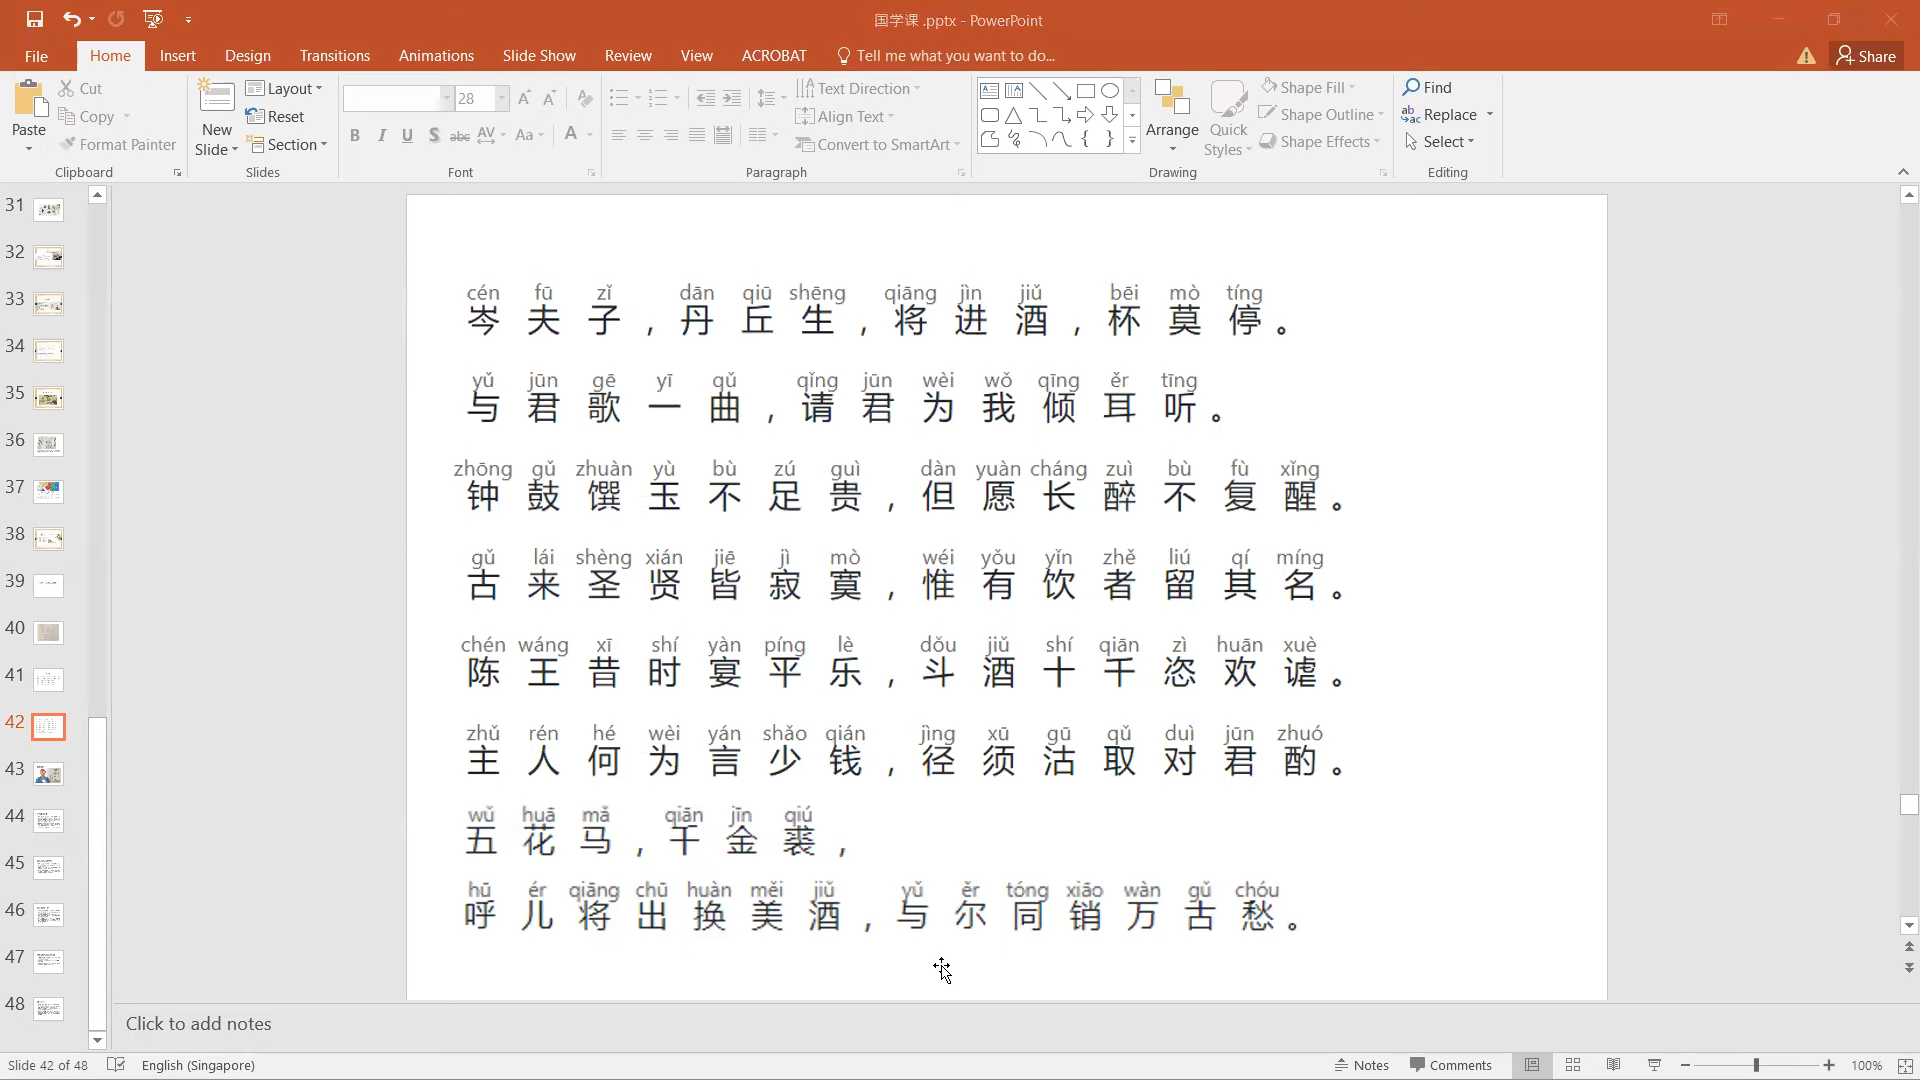 国学课 .pptx - PowerPoint
File Home Insert Design Transitions Animations Slide Show Review View ACROBAT Tell me what you want to do... Share
Paste Cut Copy Format Painter Clipboard
New Slide Layout Reset Section Slides
28 Font
Text Direction Align Text Convert to SmartArt Paragraph
Arrange Quick Styles Shape Fill Shape Outline Shape Effects Drawing
Find Replace Select Editing
31
32
33
34
35
36
37
38
39
40
41
42
43
44
45
46
47
48
cén fū zǐ dān qiū shēng qiāng jìn jiǔ bēi mò tíng
岑夫子，丹丘生，将进酒，杯莫停。
yǔ jūn gē yī qǔ qǐng jūn wèi wǒ qīng ěr tīng
与君歌一曲，请君为我倾耳听。
zhōng gǔ zhuàn yù bù zú guì dàn yuàn cháng zuì bù fù xǐng
钟鼓馔玉不足贵，但愿长醉不复醒。
gǔ lái shèng xián jiē jì mò wéi yǒu yǐn zhě liú qí míng
古来圣贤皆寂寞，惟有饮者留其名。
chén wáng xī shí yàn píng lè dǒu jiǔ shí qiān zì huān xuè
陈王昔时宴平乐，斗酒十千恣欢谑。
zhǔ rén hé wèi yán shǎo qián jìng xū gū qǔ duì jūn zhuó
主人何为言少钱，径须沽取对君酌。
wǔ huā mǎ qiān jīn qiú
五花马，千金裘，
hū ér qiāng chū huàn měi jiǔ yǔ ěr tóng xiāo wàn gǔ chóu
呼儿将出换美酒，与尔同销万古愁。
Click to add notes
Slide 42 of 48 English (Singapore) Notes Comments 100%